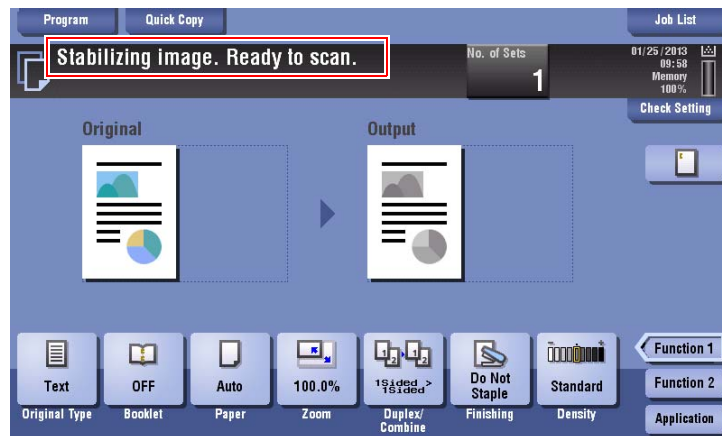 Program
Quick Copy
Job List
Stabilizing image. Ready to scan.
No. of Sets
1
01/25/2013
09:58
Memory
100%
Check Setting
Original
Output
Text
OFF
Auto
100.0%
1Sided >
1Sided
Do Not
Staple
Standard
Original Type
Booklet
Paper
Zoom
Duplex/
Combine
Finishing
Density
Function 1
Function 2
Application